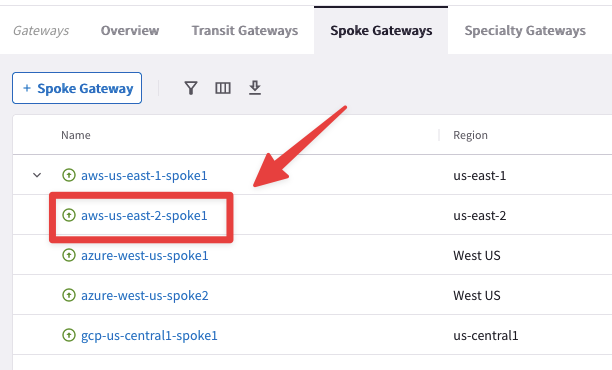 Gateways Overview Transit Gateways Spoke Gateways Specialty Gateways
+ Spoke Gateway
Name Region
aws-us-east-1-spoke1 us-east-1
aws-us-east-2-spoke1 us-east-2
azure-west-us-spoke1 West US
azure-west-us-spoke2 West US
gcp-us-central1-spoke1 us-central1